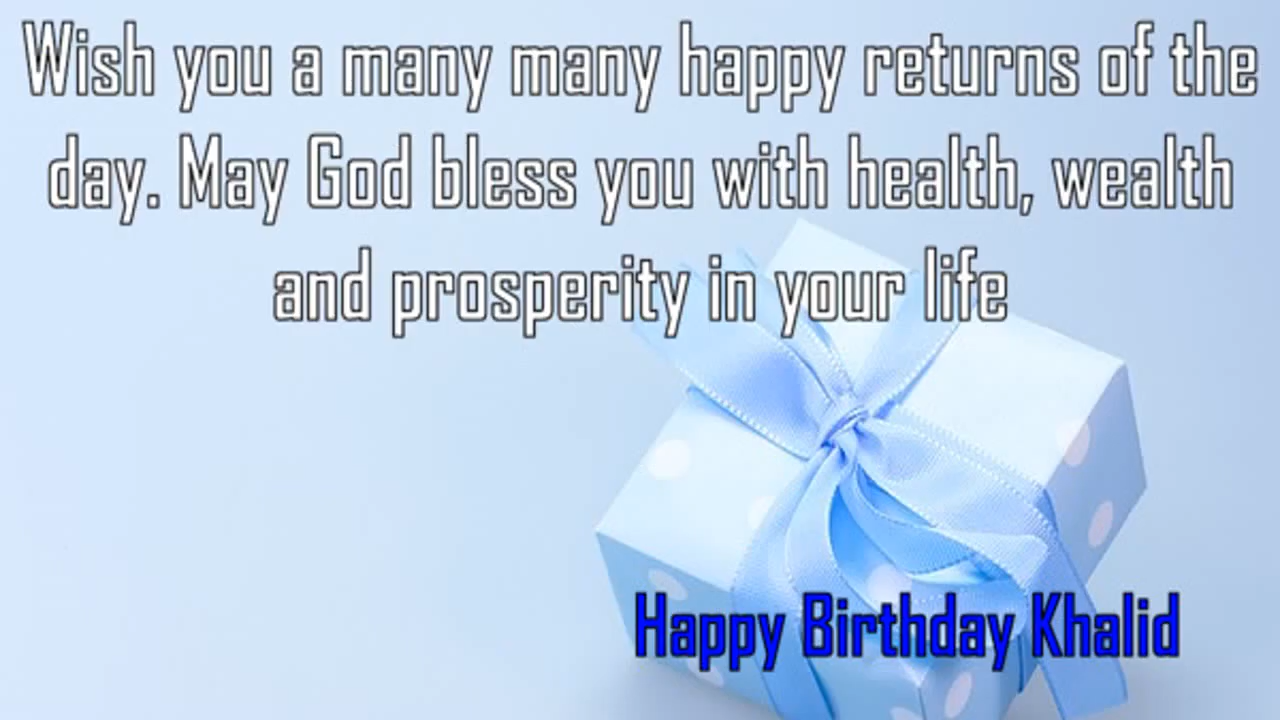 Wish you a many many happy returns of the
day. May God bless you with health, wealth
and prosperity in your life
Happy Birthday Khalid